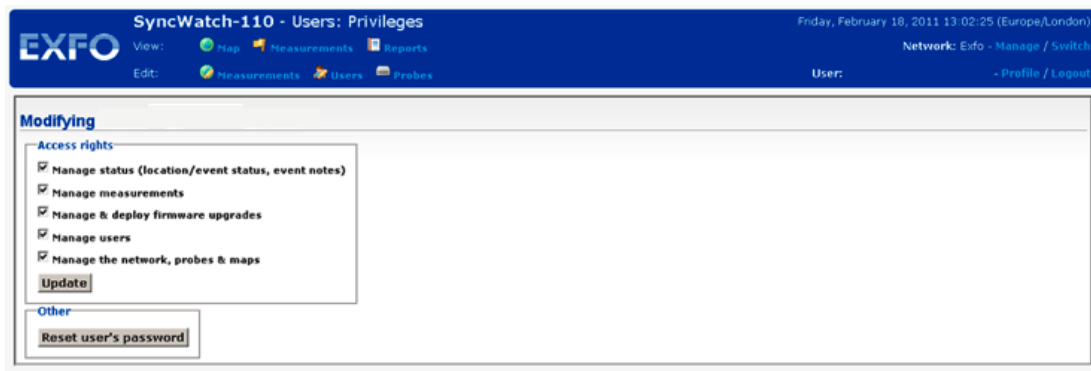 SyncWatch-110 - Users: Privileges
Friday, February 18, 2011 13:02:25 (Europe/London)
EXFO
View: Map Measurements Reports
Network: Exfo - Manage / Switch
Edit: Measurements Users Probes
User: - Profile / Logout
Modifying
Access rights
Manage status (location/event status, event notes)
Manage measurements
Manage & deploy firmware upgrades
Manage users
Manage the network, probes & maps
Update
Other
Reset user's password